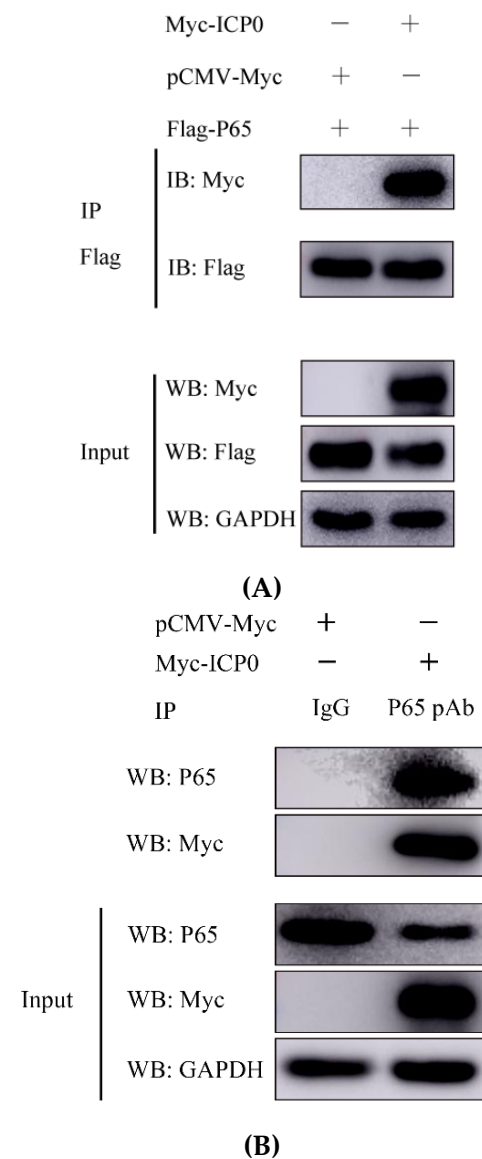 Myc-ICP0 − +
pCMV-Myc + −
Flag-P65 + +
IP
Flag
IB: Myc
IB: Flag
Input
WB: Myc
WB: Flag
WB: GAPDH
(A)
pCMV-Myc + −
Myc-ICP0 − +
IP IgG P65 pAb
WB: P65
WB: Myc
Input
WB: P65
WB: Myc
WB: GAPDH
(B)